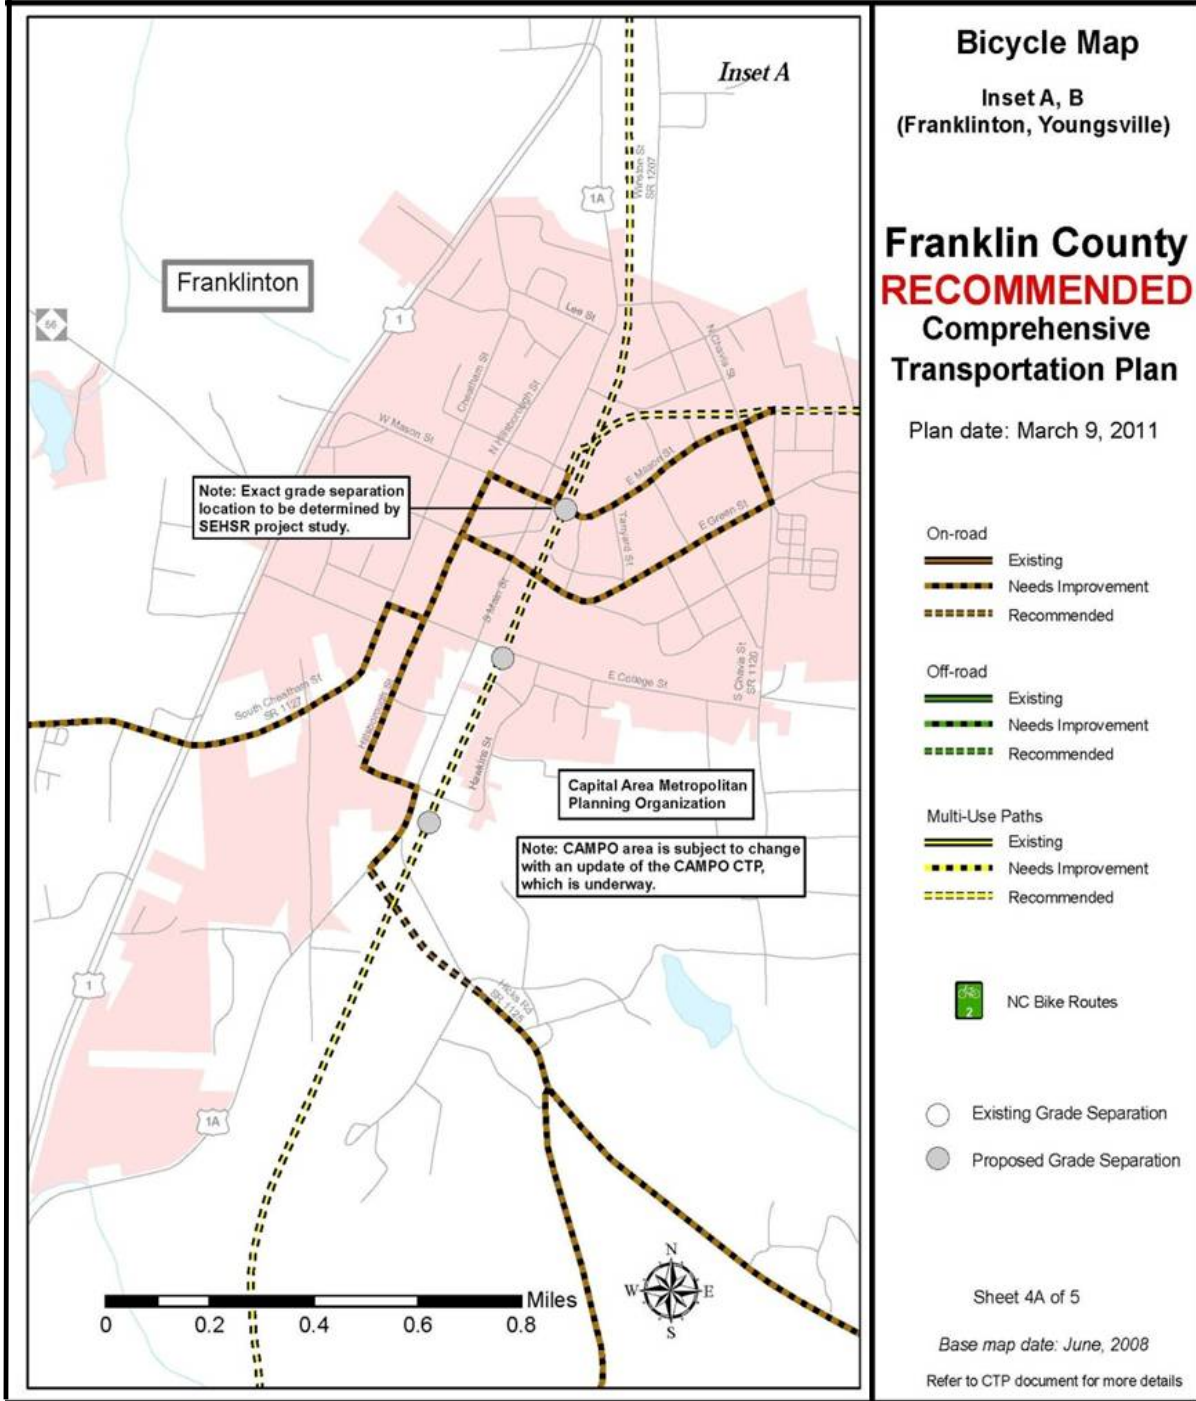 Inset A
Winston St
SR 1207
1A
Franklinton
56
1
Lee St
N Chavis St
Cheatham St
N Hillsborough St
W Mason St
E Mason St
Note: Exact grade separation
location to be determined by
SEHSR project study.
E Green St
Tanyard St
S Main St
S Chavis St
SR 1120
E College St
South Cheatham St
SR 1127
Hillsborough St
Hawkins St
Capital Area Metropolitan
Planning Organization
Note: CAMPO area is subject to change
with an update of the CAMPO CTP,
which is underway.
1
Hicks Rd
SR 1125
1A
N
W E
S
Miles
0 0.2 0.4 0.6 0.8
Bicycle Map
Inset A, B
(Franklinton, Youngsville)
Franklin County
RECOMMENDED
Comprehensive
Transportation Plan
Plan date: March 9, 2011
On-road
Existing
Needs Improvement
Recommended
Off-road
Existing
Needs Improvement
Recommended
Multi-Use Paths
Existing
Needs Improvement
Recommended
2
NC Bike Routes
Existing Grade Separation
Proposed Grade Separation
Sheet 4A of 5
Base map date: June, 2008
Refer to CTP document for more details